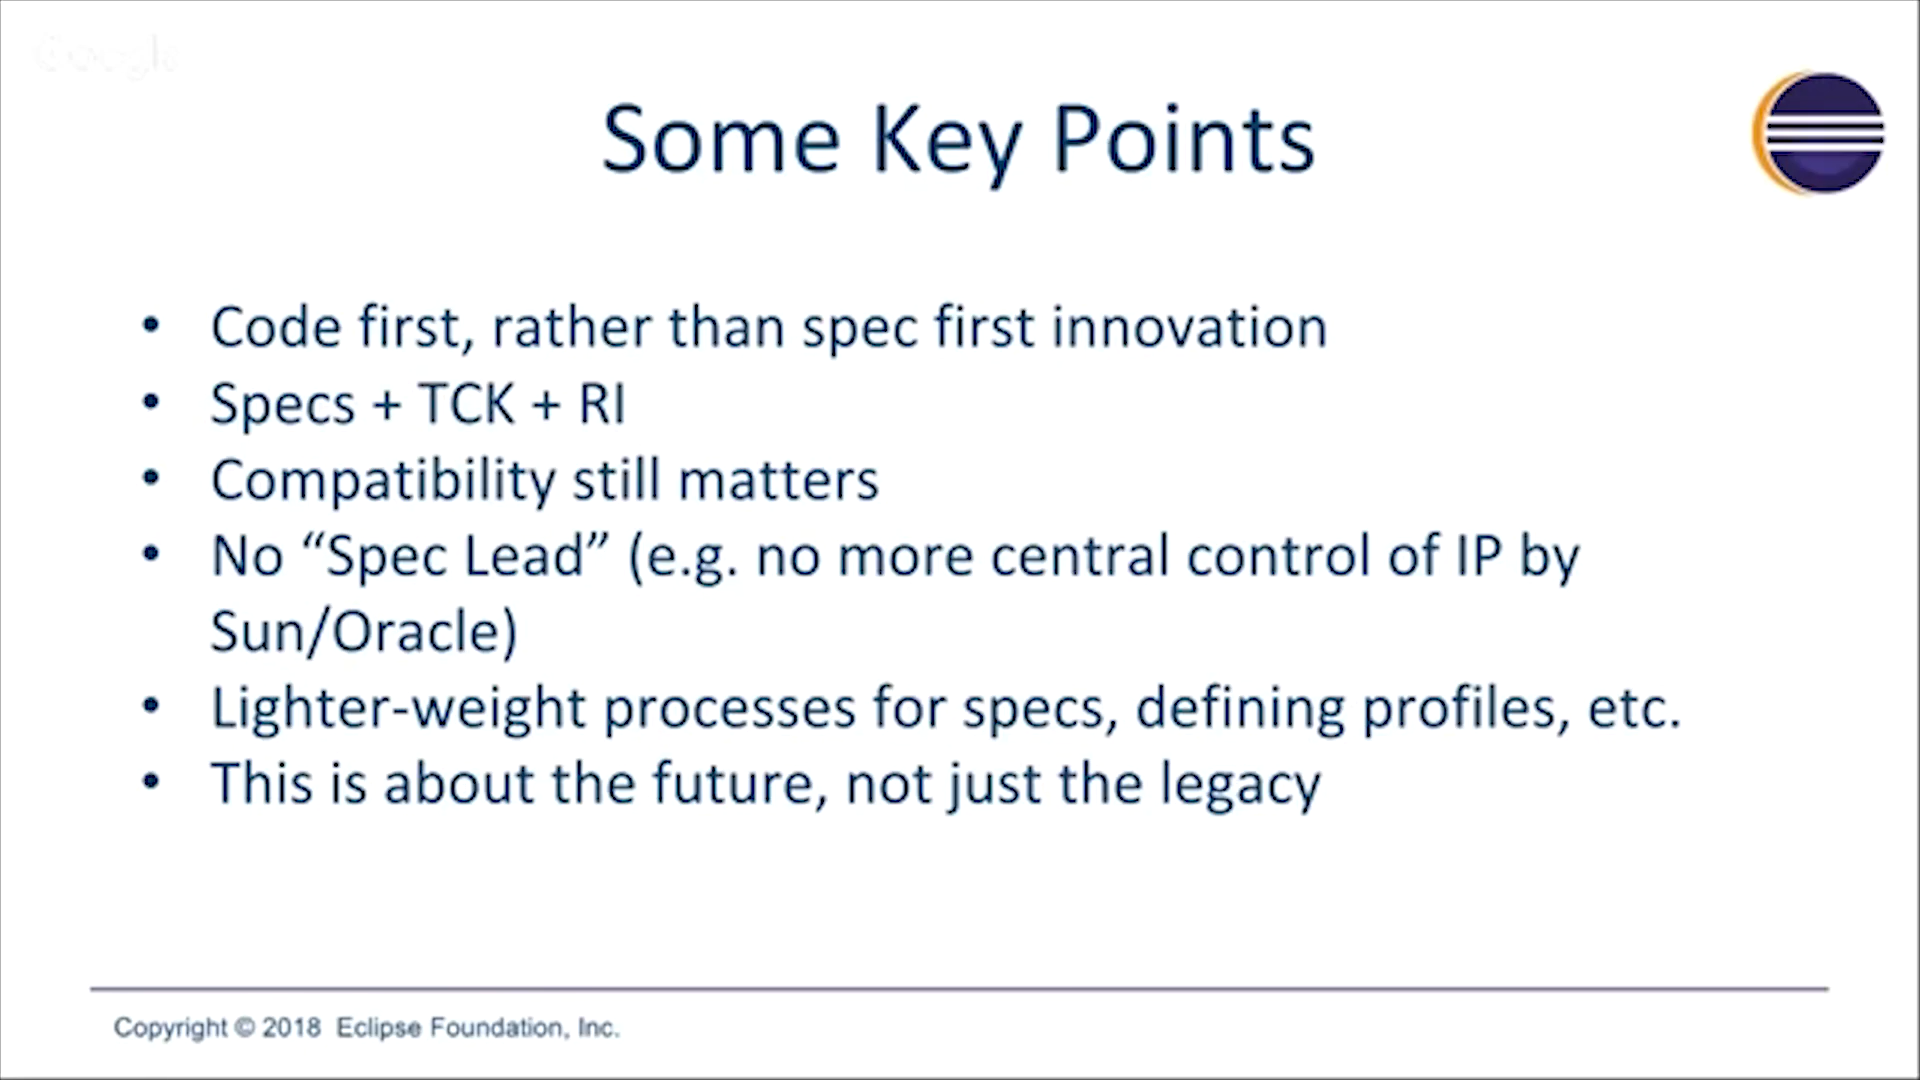 Google
Some Key Points
• Code first, rather than spec first innovation
• Specs + TCK + RI
• Compatibility still matters
• No “Spec Lead” (e.g. no more central control of IP by
Sun/Oracle)
• Lighter-weight processes for specs, defining profiles, etc.
• This is about the future, not just the legacy
Copyright © 2018 Eclipse Foundation, Inc.